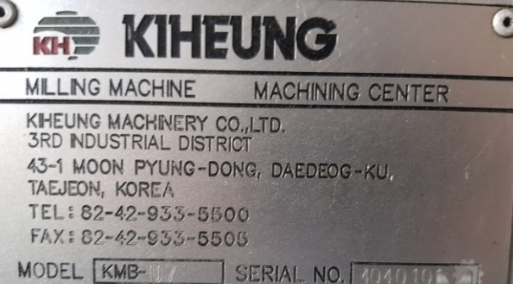 KH KIHEUNG
MILLING MACHINE MACHINING CENTER
KIHEUNG MACHINERY CO.,LTD.
3RD INDUSTRIAL DISTRICT
43-1 MOON PYUNG-DONG, DAEDEOG-KU,
TAEJEON, KOREA
TEL: 82-42-933-5500
FAX: 82-42-933-5505
MODEL SERIAL NO.